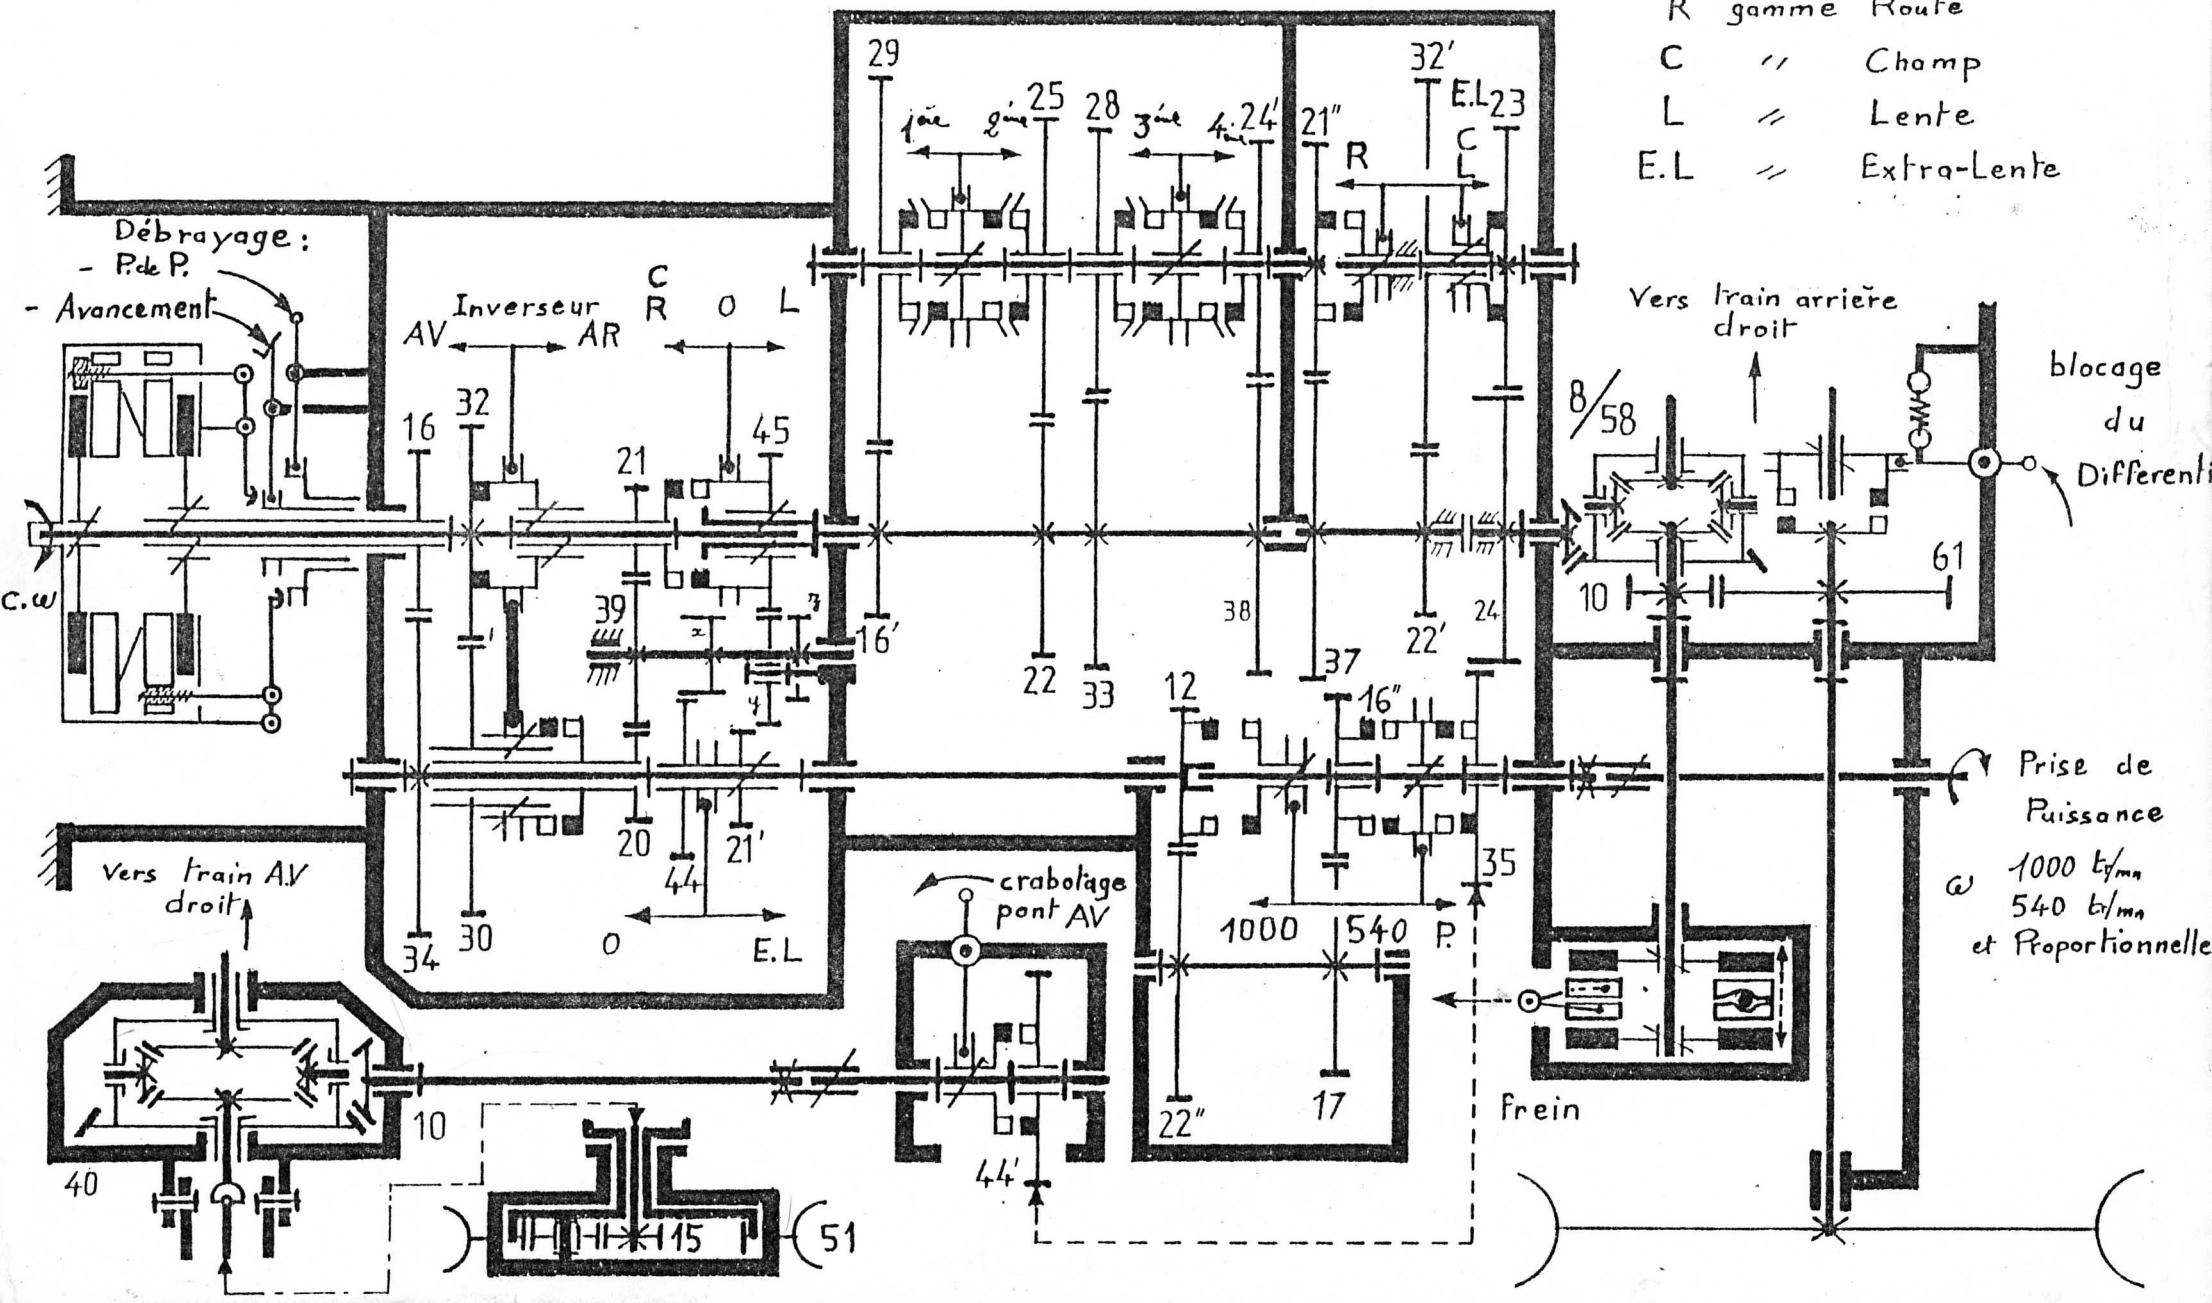 R gamme Route
C " Champ
L " Lente
E.L " Extra-Lente
29
1ère
2ème
25
28
3ème
4ème
24'
21"
R
32'
E.L
C
L
23
Débrayage :
- P. de P.
- Avancement
Inverseur
AV
AR
C
R
O
L
16
32
21
45
39
x
y
z
16'
22
33
38
22'
24
c.ω
34
30
20
44
21'
O
E.L
12
37
16"
35
1000
540
P.
22"
17
8/58
Vers train arrière
droit
blocage
du
Différenti
10
61
Prise de
Puissance
ω 1000 tr/mn
540 tr/mn
et Proportionnelle
Frein
Vers train AV
droit
crabotage
pont AV
10
40
44'
15
51